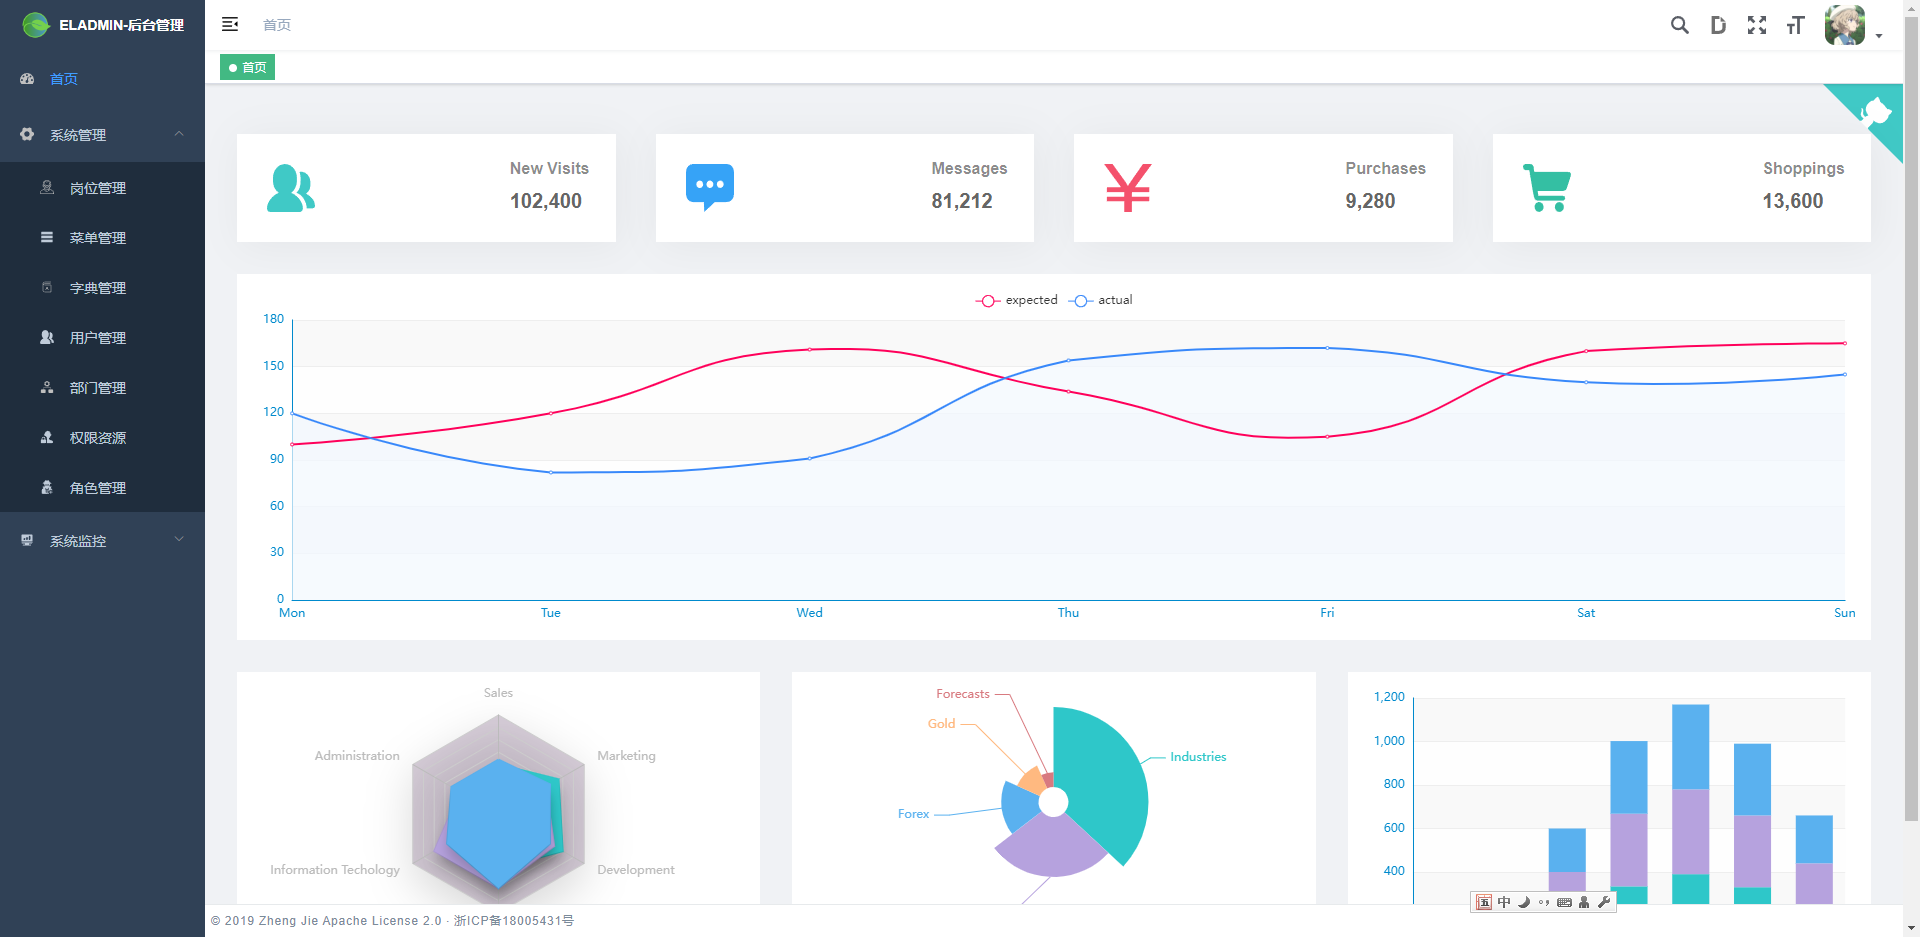 ELADMIN-后台管理
首页
系统管理
岗位管理
菜单管理
字典管理
用户管理
部门管理
权限资源
角色管理
系统监控
首页
首页
New Visits
102,400
Messages
81,212
Purchases
9,280
Shoppings
13,600
expected actual
180
150
120
90
60
30
0
Mon Tue Wed Thu Fri Sat Sun
Sales
Administration Marketing
Information Techology Development
Forecasts
Gold
Industries
Forex
1,200
1,000
800
600
400
五 中
© 2019 Zheng Jie Apache License 2.0 · 浙ICP备18005431号